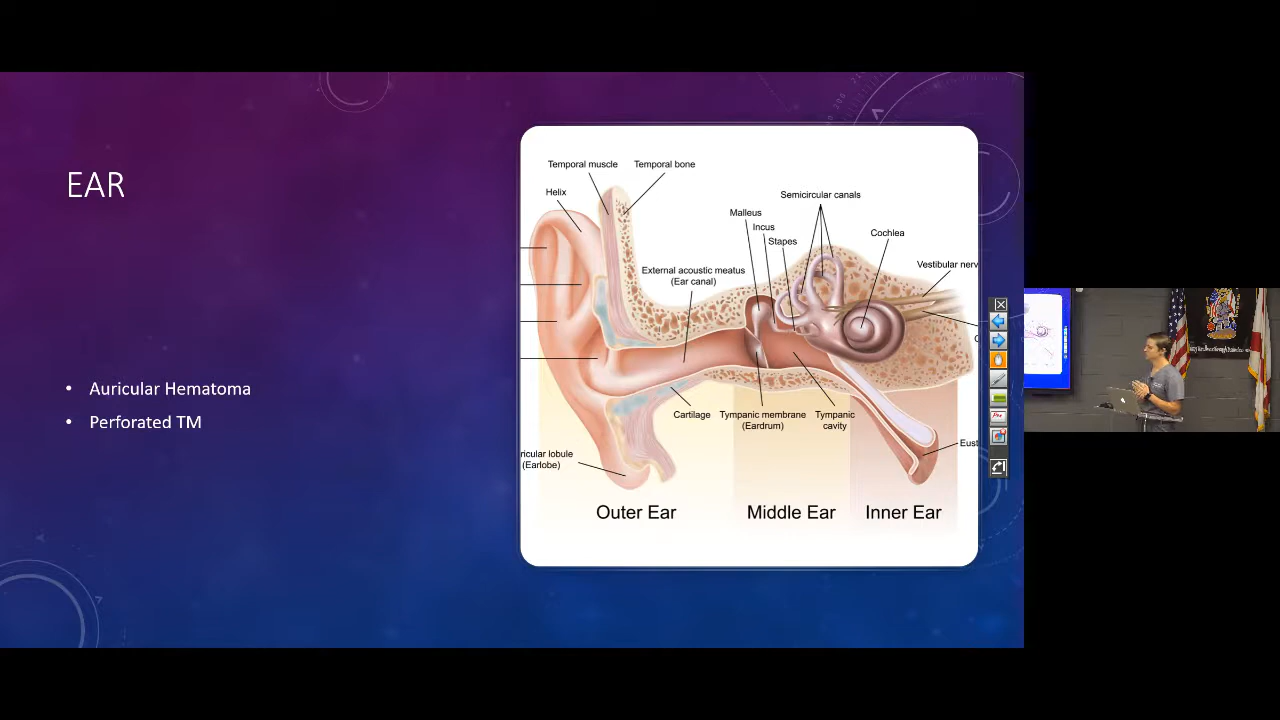 EAR
• Auricular Hematoma
• Perforated TM
Temporal muscle
Temporal bone
Helix
Semicircular canals
Malleus
Incus
Stapes
Cochlea
Vestibular nerv
External acoustic meatus
(Ear canal)
Cartilage
Tympanic membrane
(Eardrum)
Tympanic
cavity
Eust
ricular lobule
(Earlobe)
Outer Ear
Middle Ear
Inner Ear